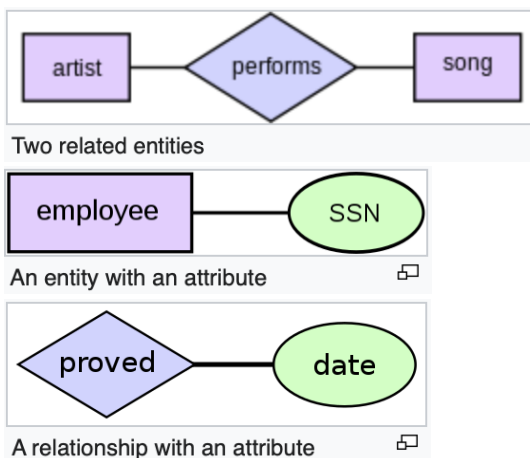 artist performs song
Two related entities
employee SSN
An entity with an attribute
proved date
A relationship with an attribute